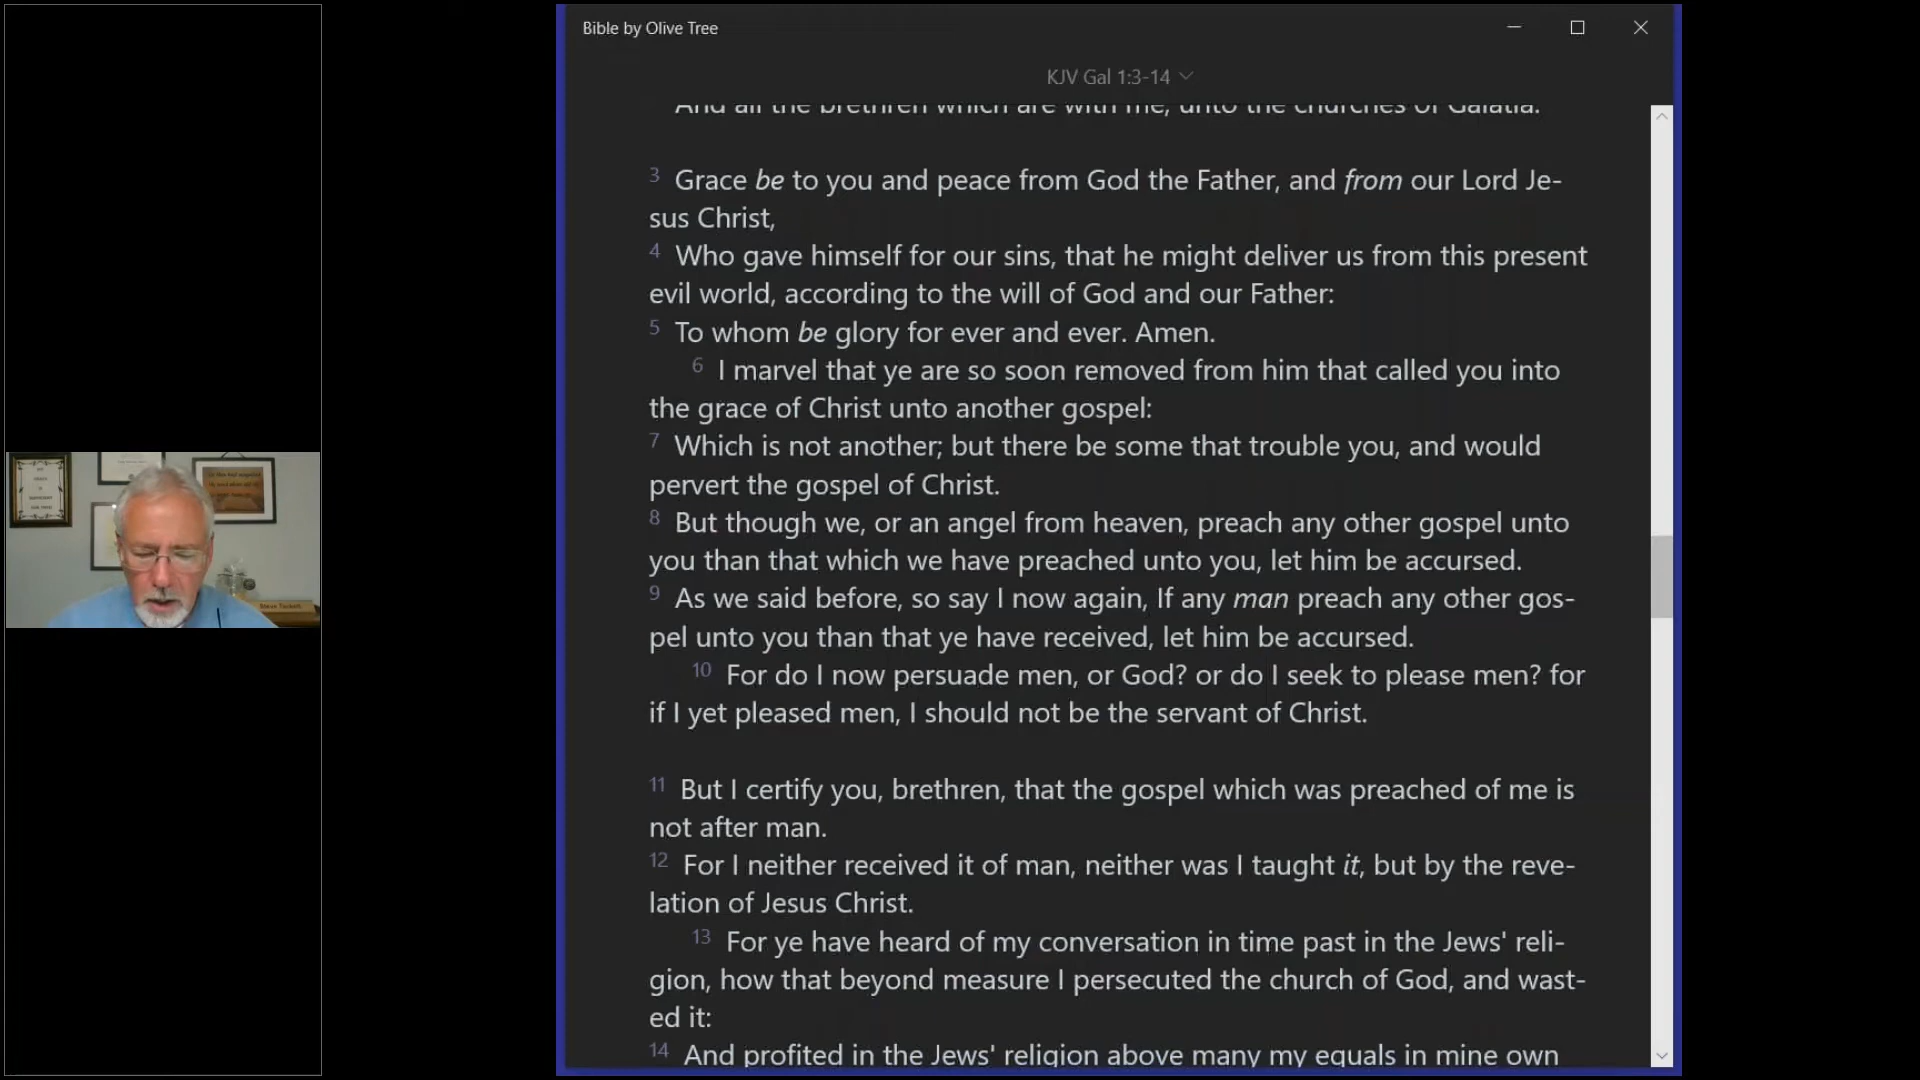 Bible by Olive Tree
KJV Gal 1:3-14
And all the brethren which are with me, unto the churches of Galatia.
3 Grace be to you and peace from God the Father, and from our Lord Je-
sus Christ,
4 Who gave himself for our sins, that he might deliver us from this present
evil world, according to the will of God and our Father:
5 To whom be glory for ever and ever. Amen.
6 I marvel that ye are so soon removed from him that called you into
the grace of Christ unto another gospel:
7 Which is not another; but there be some that trouble you, and would
pervert the gospel of Christ.
8 But though we, or an angel from heaven, preach any other gospel unto
you than that which we have preached unto you, let him be accursed.
9 As we said before, so say I now again, If any man preach any other gos-
pel unto you than that ye have received, let him be accursed.
10 For do I now persuade men, or God? or do I seek to please men? for
if I yet pleased men, I should not be the servant of Christ.
11 But I certify you, brethren, that the gospel which was preached of me is
not after man.
12 For I neither received it of man, neither was I taught it, but by the reve-
lation of Jesus Christ.
13 For ye have heard of my conversation in time past in the Jews' reli-
gion, how that beyond measure I persecuted the church of God, and wast-
ed it:
14 And profited in the Jews' religion above many my equals in mine own